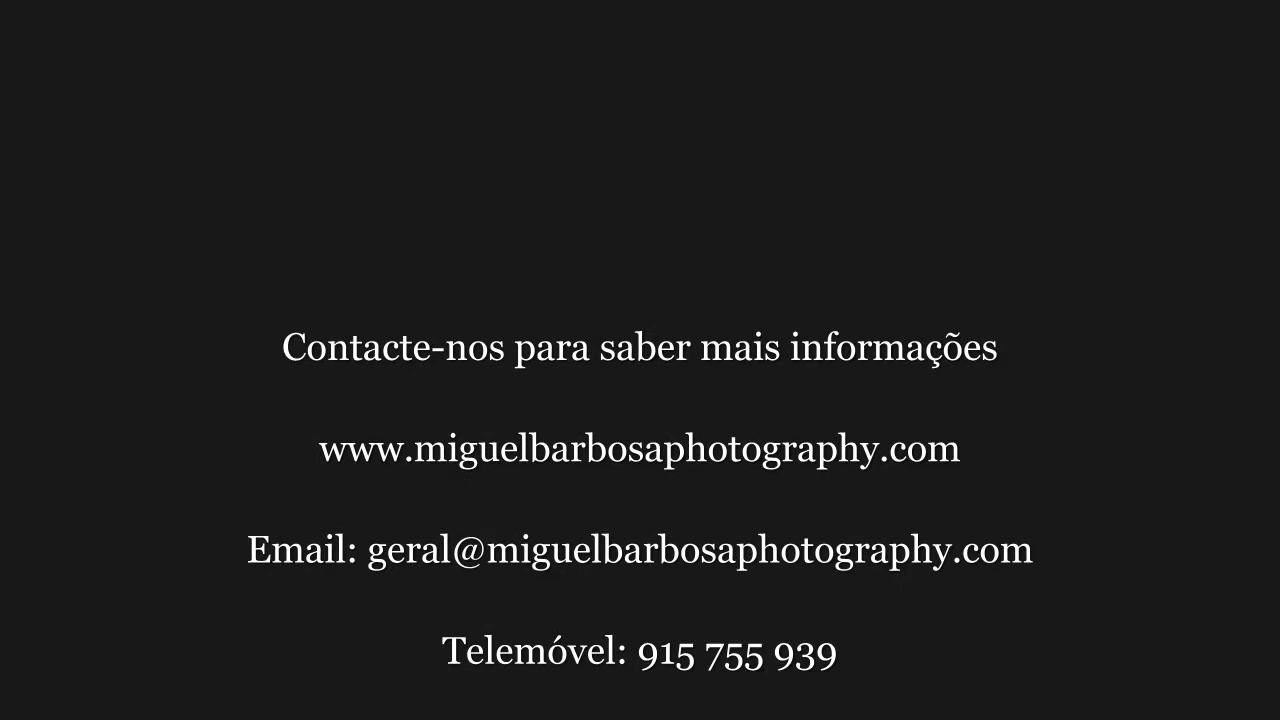 Contacte-nos para saber mais informações
www.miguelbarbosaphotography.com
Email: geral@miguelbarbosaphotography.com
Telemóvel: 915 755 939